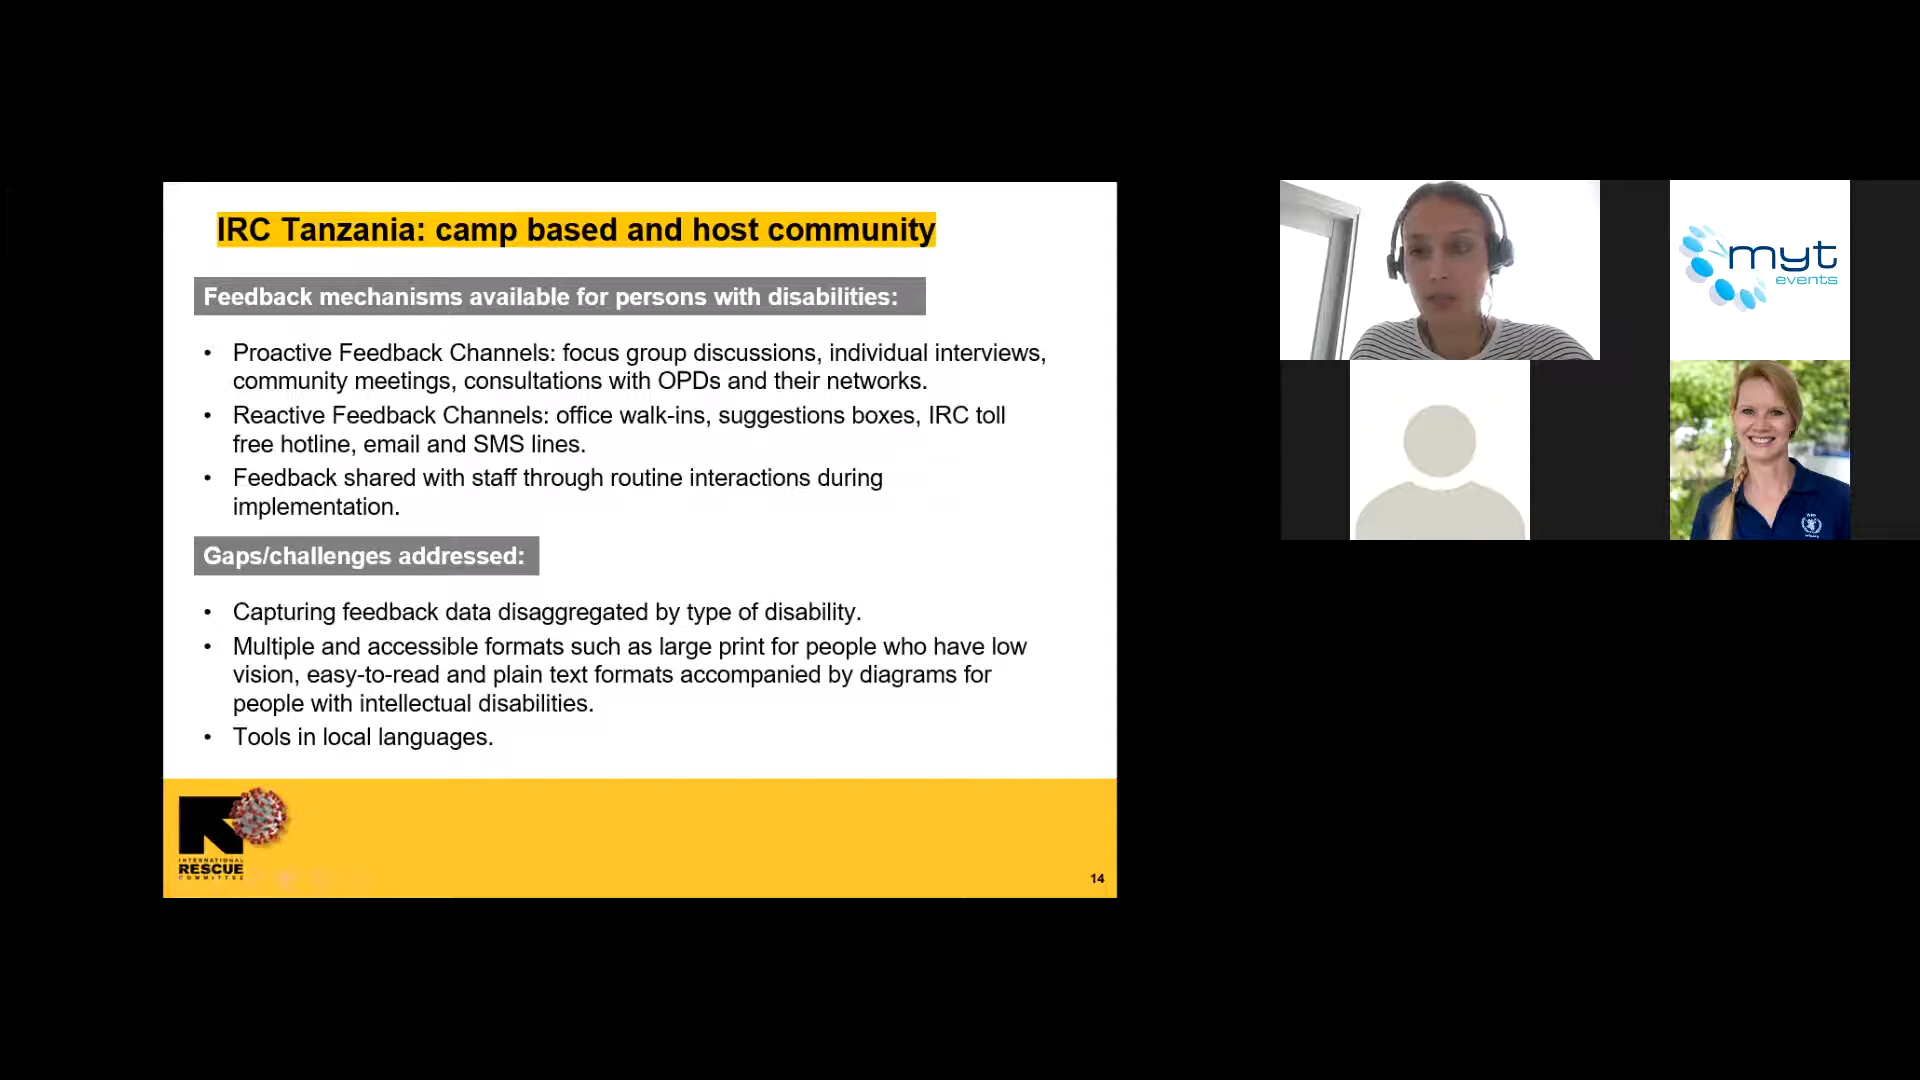 IRC Tanzania: camp based and host community
Feedback mechanisms available for persons with disabilities:
• Proactive Feedback Channels: focus group discussions, individual interviews,
community meetings, consultations with OPDs and their networks.
• Reactive Feedback Channels: office walk-ins, suggestions boxes, IRC toll
free hotline, email and SMS lines.
• Feedback shared with staff through routine interactions during
implementation.
Gaps/challenges addressed:
• Capturing feedback data disaggregated by type of disability.
• Multiple and accessible formats such as large print for people who have low
vision, easy-to-read and plain text formats accompanied by diagrams for
people with intellectual disabilities.
• Tools in local languages.
INTERNATIONAL
RESCUE
COMMITTEE
14
myt
events